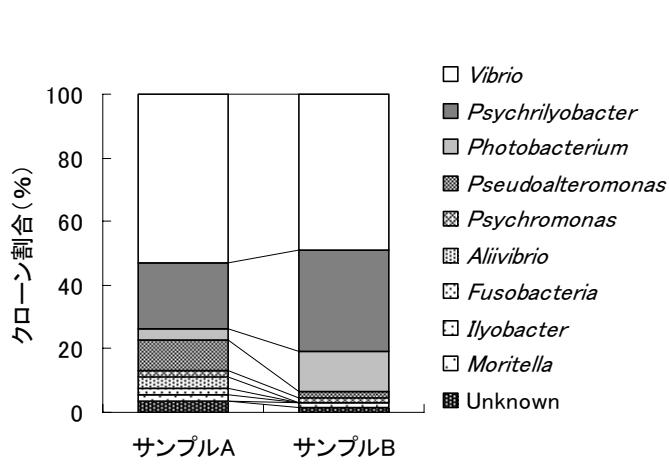 クローン割合(%)
100
80
60
40
20
0
サンプルA
サンプルB
Vibrio
Psychrilyobacter
Photobacterium
Pseudoalteromonas
Psychromonas
Aliivibrio
Fusobacteria
Ilyobacter
Moritella
Unknown